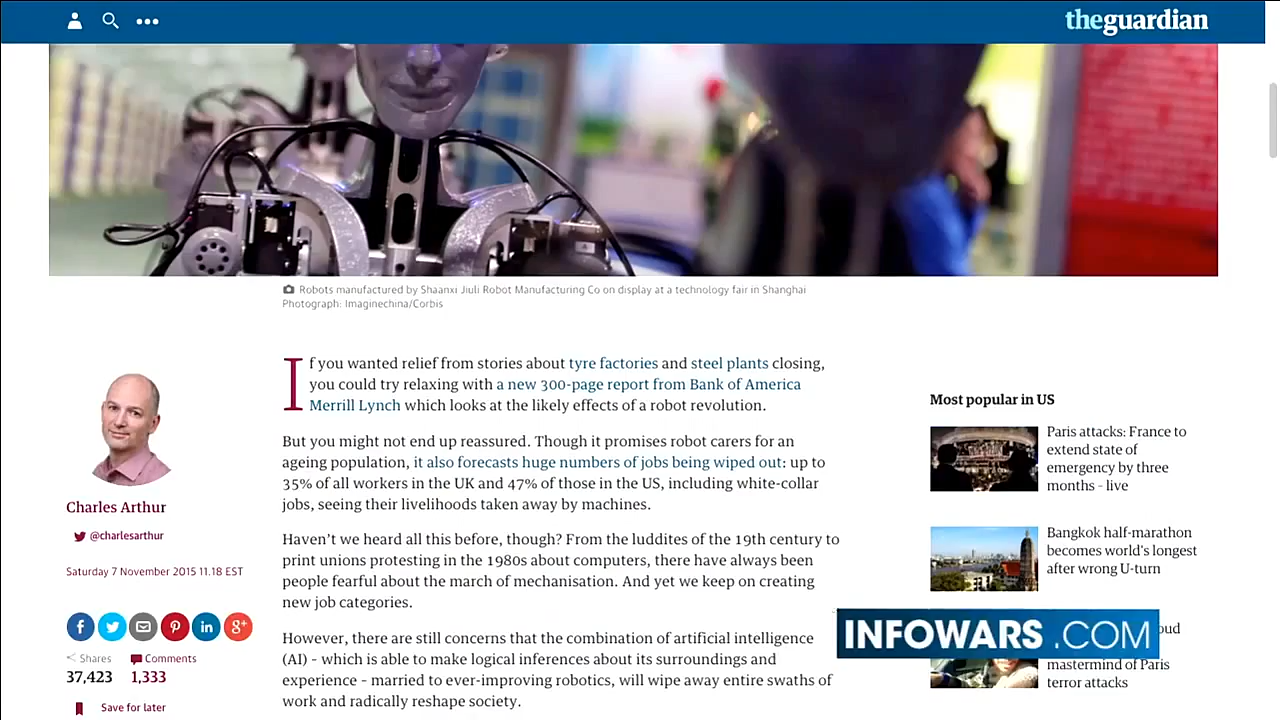 theguardian
Robots manufactured by Shaanxi Jiuli Robot Manufacturing Co on display at a technology fair in Shanghai
Photograph: Imaginechina/Corbis
If you wanted relief from stories about tyre factories and steel plants closing,
you could try relaxing with a new 300-page report from Bank of America
Merrill Lynch which looks at the likely effects of a robot revolution.
But you might not end up reassured. Though it promises robot carers for an
ageing population, it also forecasts huge numbers of jobs being wiped out: up to
35% of all workers in the UK and 47% of those in the US, including white-collar
jobs, seeing their livelihoods taken away by machines.
Haven’t we heard all this before, though? From the luddites of the 19th century to
print unions protesting in the 1980s about computers, there have always been
people fearful about the march of mechanisation. And yet we keep on creating
new job categories.
However, there are still concerns that the combination of artificial intelligence
(AI) – which is able to make logical inferences about its surroundings and
experience – married to ever-improving robotics, will wipe away entire swaths of
work and radically reshape society.
Charles Arthur
@charlesarthur
Saturday 7 November 2015 11.18 EST
f in g+
Shares Comments
37,423 1,333
Save for later
Most popular in US
Paris attacks: France to
extend state of
emergency by three
months – live
Bangkok half-marathon
becomes world’s longest
after wrong U-turn
oud
mastermind of Paris
terror attacks
INFOWARS.COM